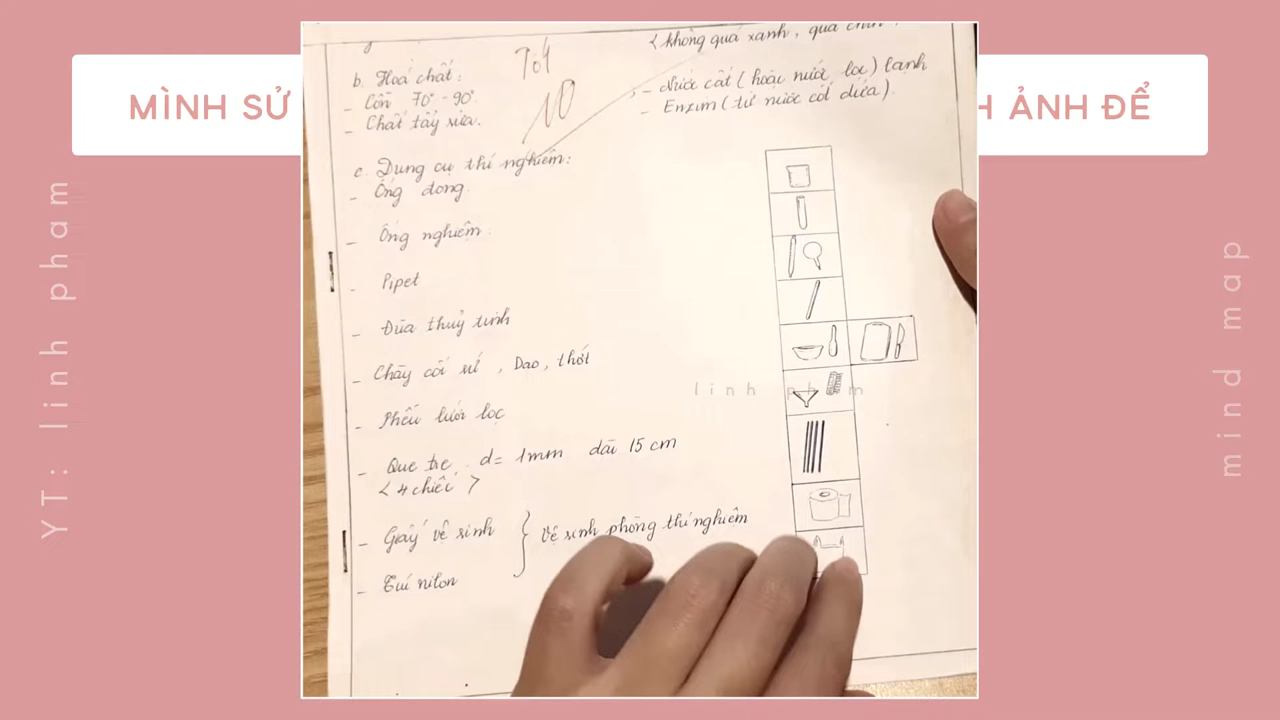 MÌNH SỬ
H ẢNH ĐỂ
YT: linh pham
mind map
linh pham
< không quá xanh, quá chín
b. Hoá chất:
- Cồn 70° - 90°.
- Chất tẩy rửa.
Tốt
10
- Nước cất (hoặc nước lọc) lạnh
- Enzim (từ nước cốt dứa).
c. Dụng cụ thí nghiệm:
- Ống đong.
- Ống nghiệm.
- Pipet
- Đũa thuỷ tinh
- Chày cối sứ, Dao, thớt
- Phễu lưới lọc
- Que tre. d= 1mm dài 15 cm
< 4 chiếc >
- Giấy vệ sinh } Vệ sinh phòng thí nghiệm
- Túi nilon